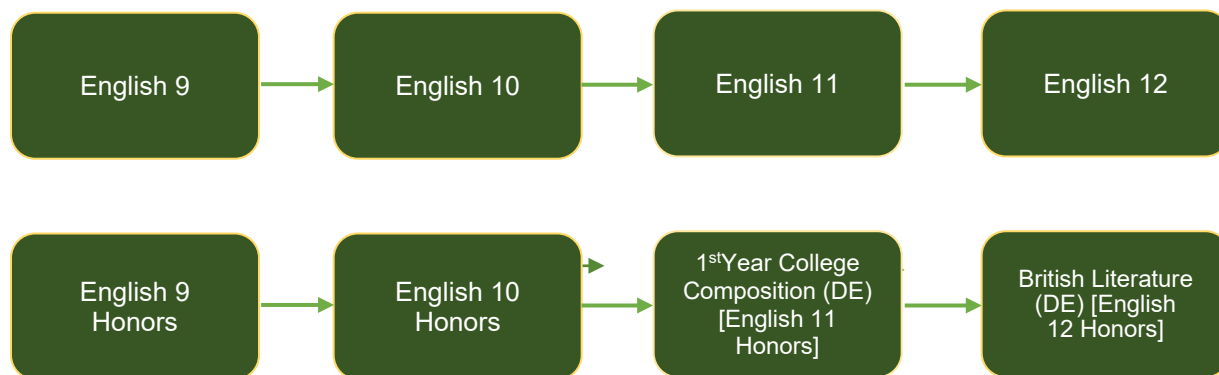 English 9
English 10
English 11
English 12
English 9
Honors
English 10
Honors
1stYear College
Composition (DE)
[English 11
Honors]
British Literature
(DE) [English
12 Honors]